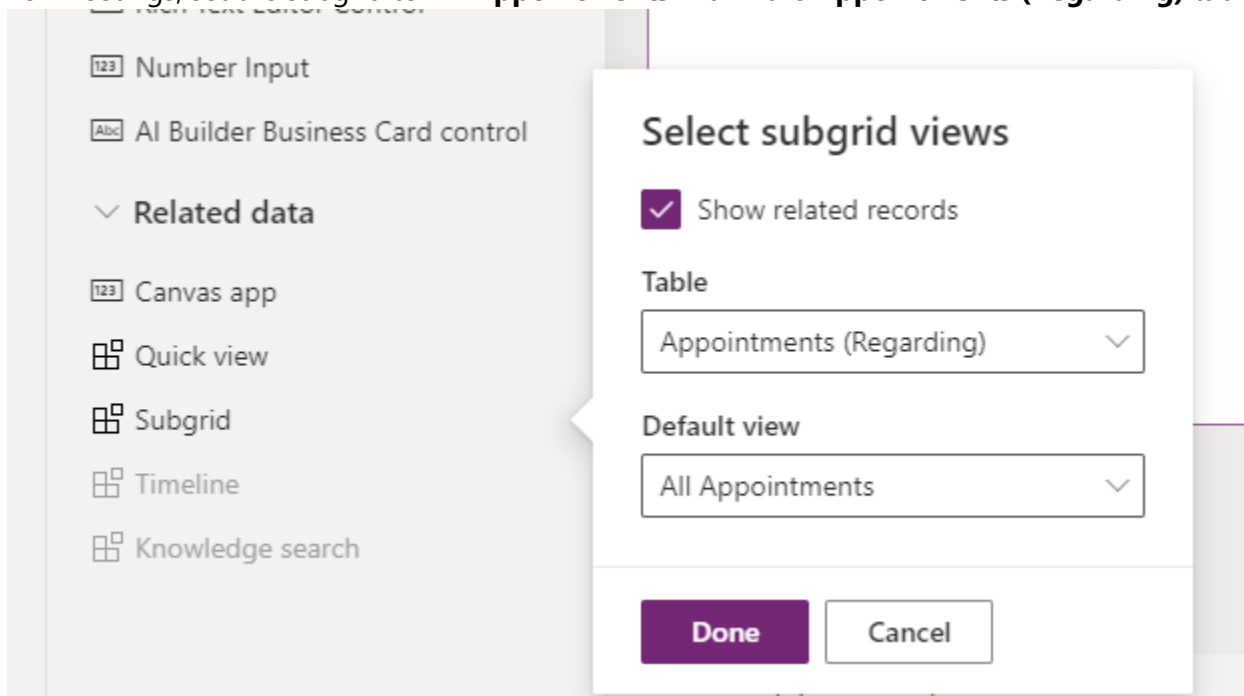 Number Input
AI Builder Business Card control
Related data
Canvas app
Quick view
Subgrid
Timeline
Knowledge search
Select subgrid views
Show related records
Table
Appointments (Regarding)
Default view
All Appointments
Done
Cancel